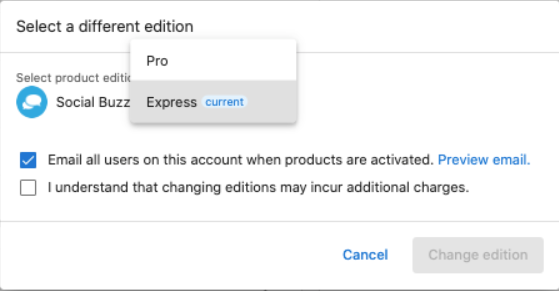 Select a different edition
Pro
Select product
Social Buzz
Express current
Email all users on this account when products are activated. Preview email.
I understand that changing editions may incur additional charges.
Cancel
Change edition